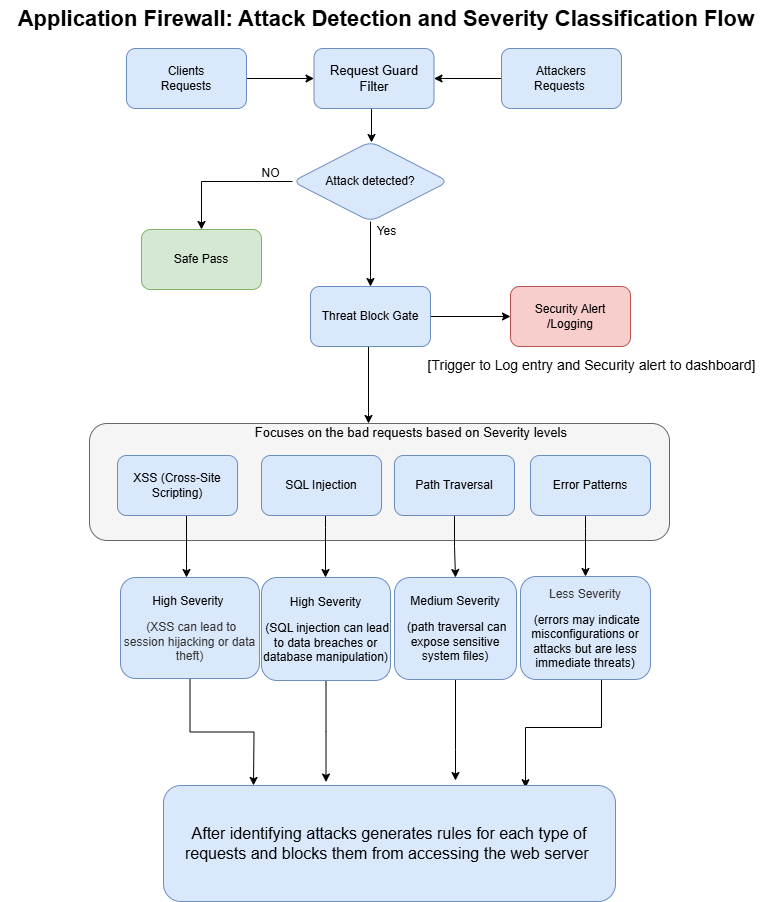 Application Firewall: Attack Detection and Severity Classification Flow
Clients
Requests
Request Guard
Filter
Attackers
Requests
Attack detected?
NO
Yes
Safe Pass
Threat Block Gate
Security Alert
/Logging
[Trigger to Log entry and Security alert to dashboard]
Focuses on the bad requests based on Severity levels
XSS (Cross-Site
Scripting)
SQL Injection
Path Traversal
Error Patterns
High Severity
(XSS can lead to
session hijacking or data
theft)
High Severity
(SQL injection can lead
to data breaches or
database manipulation)
Medium Severity
(path traversal can
expose sensitive
system files)
Less Severity
(errors may indicate
misconfigurations or
attacks but are less
immediate threats)
After identifying attacks generates rules for each type of
requests and blocks them from accessing the web server